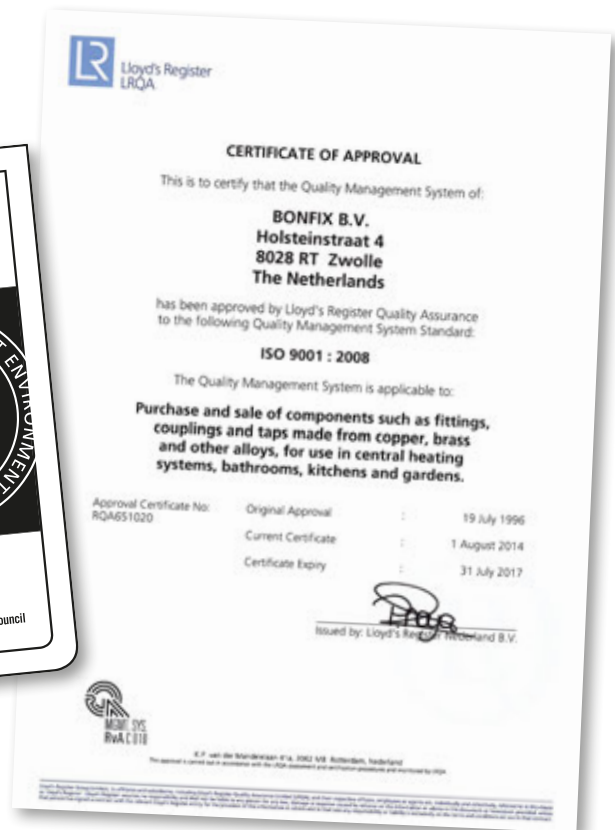 Lloyd's Register
LRQA
CERTIFICATE OF APPROVAL
This is to certify that the Quality Management System of:
BONFIX B.V.
Holsteinstraat 4
8028 RT Zwolle
The Netherlands
has been approved by Lloyd's Register Quality Assurance
to the following Quality Management System Standard:
ISO 9001 : 2008
The Quality Management System is applicable to:
Purchase and sale of components such as fittings,
couplings and taps made from copper, brass
and other alloys, for use in central heating
systems, bathrooms, kitchens and gardens.
Approval Certificate No: Original Approval : 19 July 1996
RQA651020
Current Certificate : 1 August 2014
Certificate Expiry : 31 July 2017
Issued by: Lloyd's Register Nederland B.V.
ENVIRONMENT
MGMT. SYS.
RvA C 018